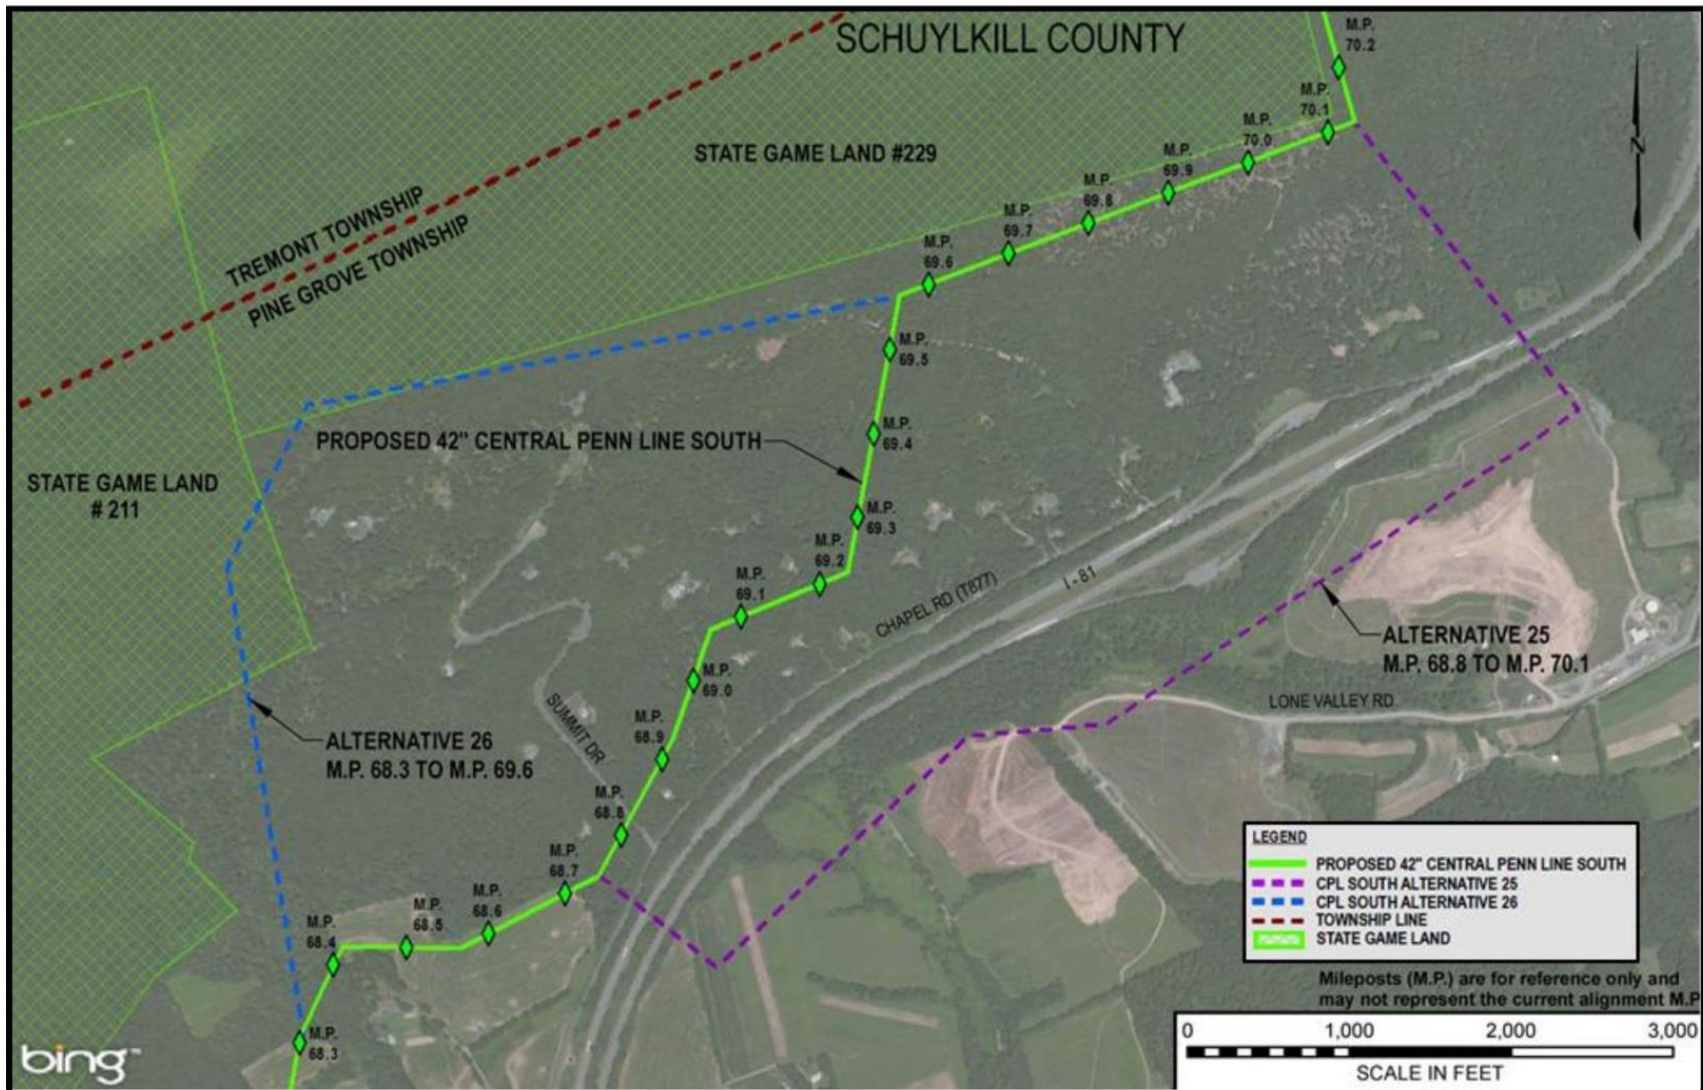 SCHUYLKILL COUNTY
M.P.
70.2
M.P.
70.1
M.P.
70.0
M.P.
69.9
M.P.
69.8
M.P.
69.7
M.P.
69.6
N
STATE GAME LAND #229
TREMONT TOWNSHIP
PINE GROVE TOWNSHIP
M.P.
69.5
M.P.
69.4
PROPOSED 42" CENTRAL PENN LINE SOUTH
STATE GAME LAND
# 211
M.P.
69.3
M.P.
69.2
M.P.
69.1
CHAPEL RD (T877)
I - 81
ALTERNATIVE 25
M.P. 68.8 TO M.P. 70.1
M.P.
69.0
LONE VALLEY RD
SUMMIT DR
M.P.
68.9
ALTERNATIVE 26
M.P. 68.3 TO M.P. 69.6
M.P.
68.8
M.P.
68.7
M.P.
68.6
M.P.
68.5
M.P.
68.4
M.P.
68.3
LEGEND
PROPOSED 42" CENTRAL PENN LINE SOUTH
CPL SOUTH ALTERNATIVE 25
CPL SOUTH ALTERNATIVE 26
TOWNSHIP LINE
STATE GAME LAND
Mileposts (M.P.) are for reference only and
may not represent the current alignment M.P
0 1,000 2,000 3,000
SCALE IN FEET
bing™